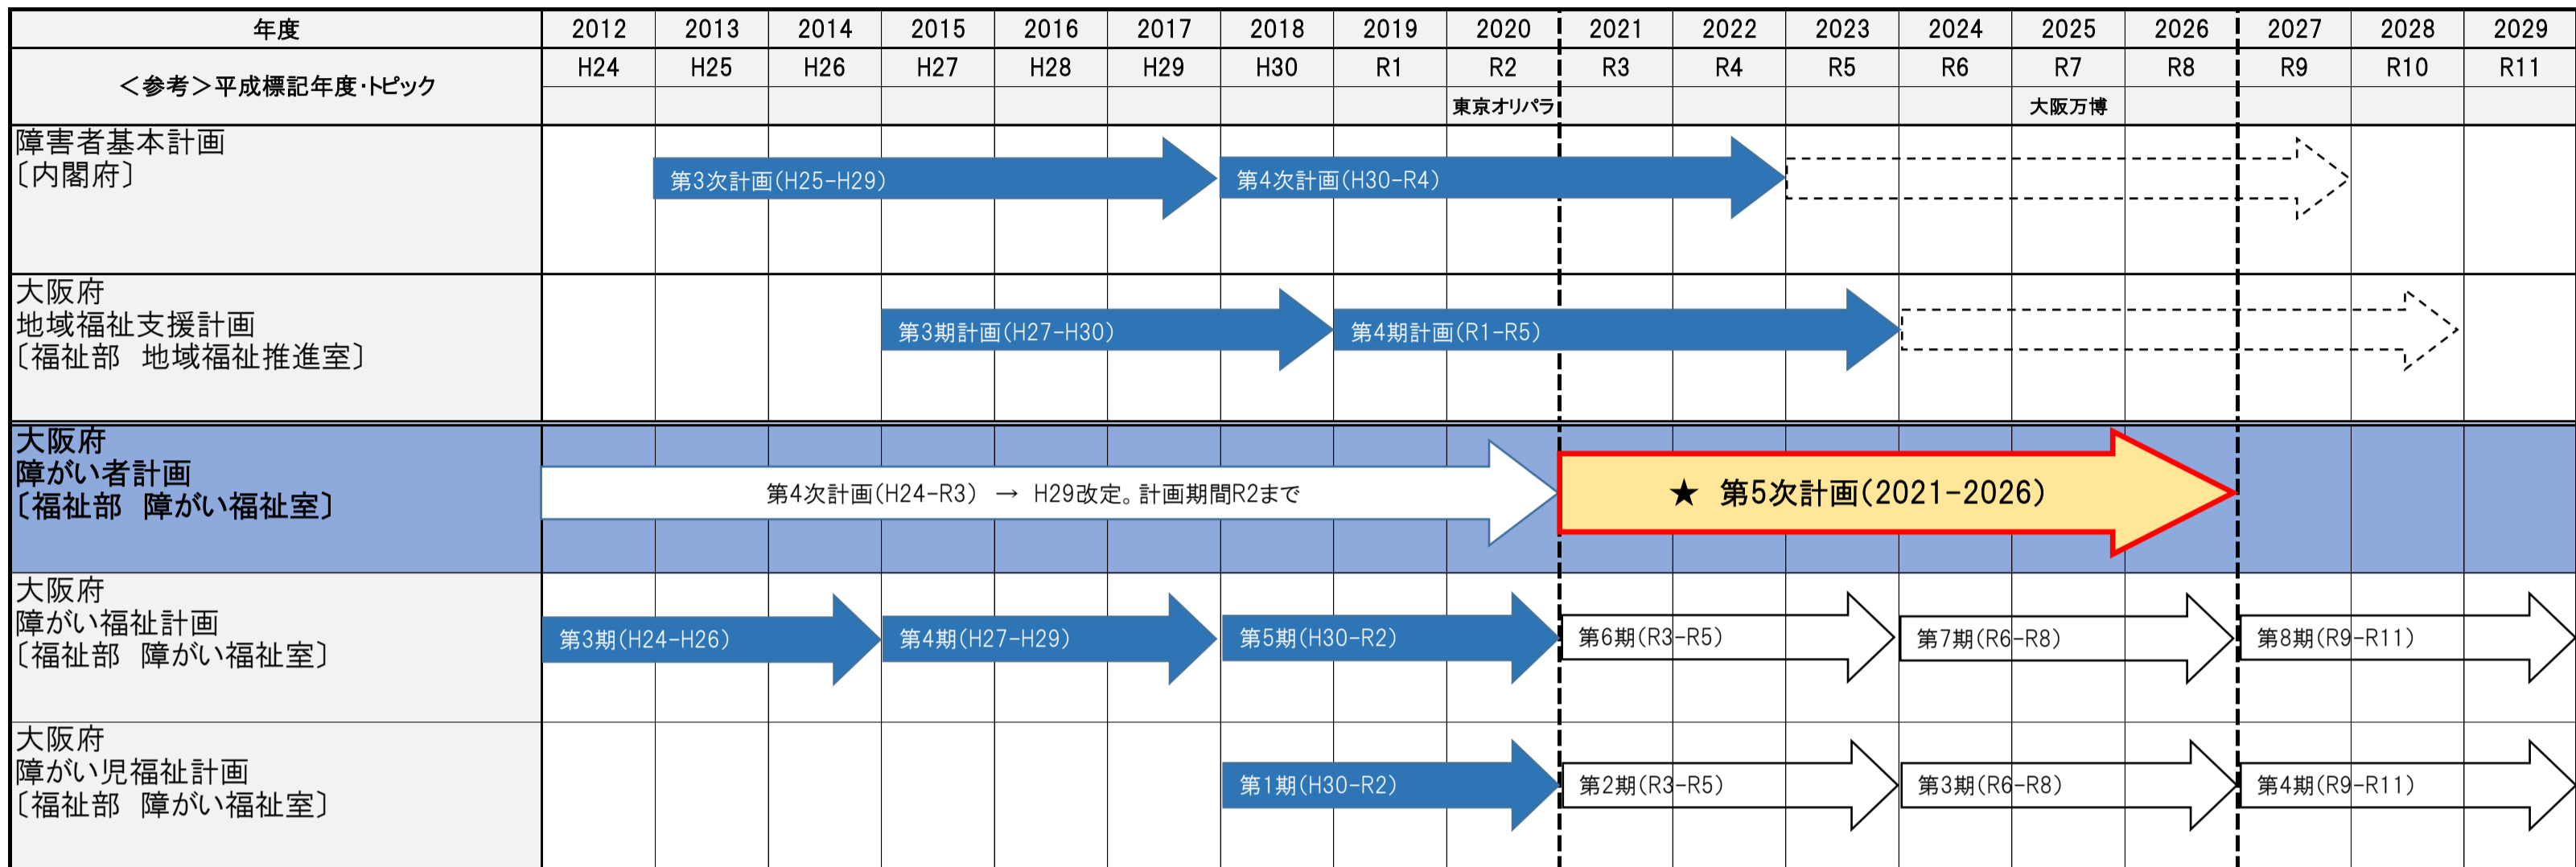 年度 2012 2013 2014 2015 2016 2017 2018 2019 2020 2021 2022 2023 2024 2025 2026 2027 2028 2029
＜参考＞平成標記年度･トピック H24 H25 H26 H27 H28 H29 H30 R1 R2 R3 R4 R5 R6 R7 R8 R9 R10 R11
東京オリパラ 大阪万博
障害者基本計画
〔内閣府〕
第3次計画(H25-H29) 第4次計画(H30-R4)
大阪府
地域福祉支援計画
〔福祉部　地域福祉推進室〕
第3期計画(H27-H30) 第4期計画(R1-R5)
大阪府
障がい者計画
〔福祉部　障がい福祉室〕
第4次計画(H24-R3)　→　H29改定。計画期間R2まで ★　第5次計画(2021-2026)
大阪府
障がい福祉計画
〔福祉部　障がい福祉室〕
第3期(H24-H26) 第4期(H27-H29) 第5期(H30-R2) 第6期(R3-R5) 第7期(R6-R8) 第8期(R9-R11)
大阪府
障がい児福祉計画
〔福祉部　障がい福祉室〕
第1期(H30-R2) 第2期(R3-R5) 第3期(R6-R8) 第4期(R9-R11)